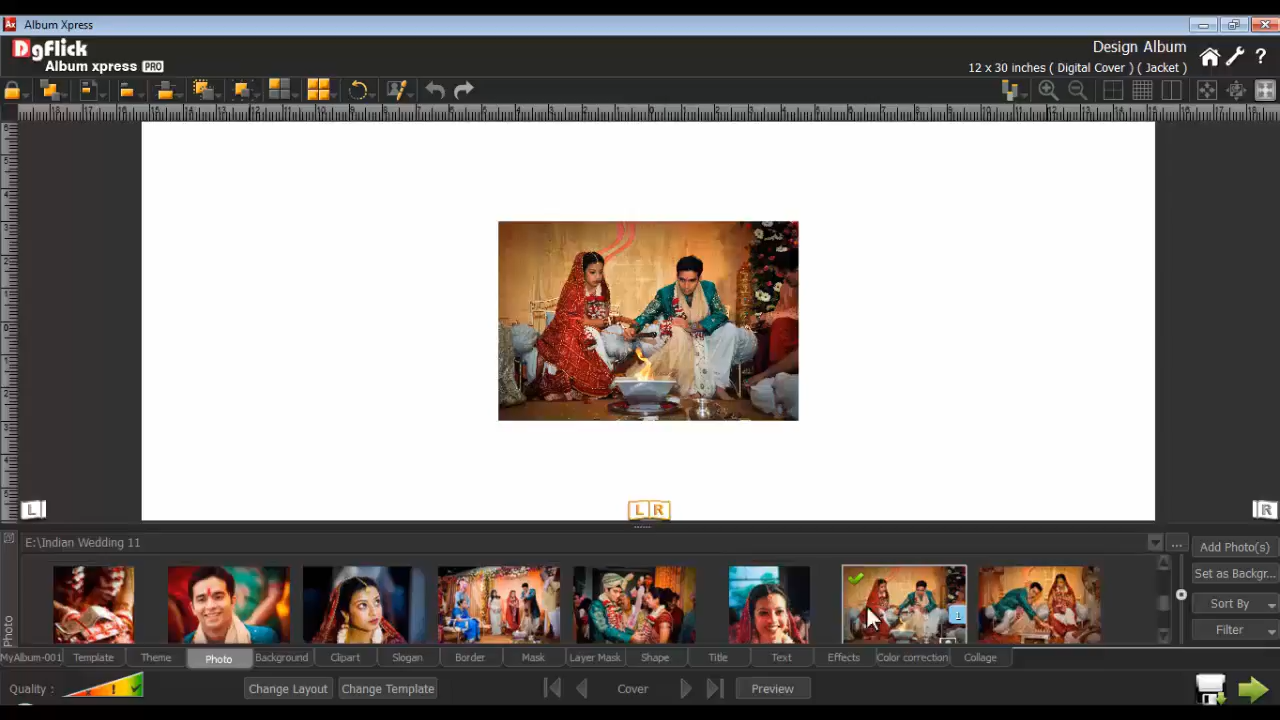 Album Xpress
DgFlick
Album xpress PRO
Design Album
12 x 30 inches ( Digital Cover ) ( Jacket )
L
L R
R
E:\Indian Wedding 11
...
Add Photo(s)
Set as Backgr...
Sort By
Filter
1
Photo
MyAlbum-001
Template
Theme
Photo
Background
Clipart
Slogan
Border
Mask
Layer Mask
Shape
Title
Text
Effects
Color correction
Collage
Quality :
Change Layout
Change Template
Cover
Preview